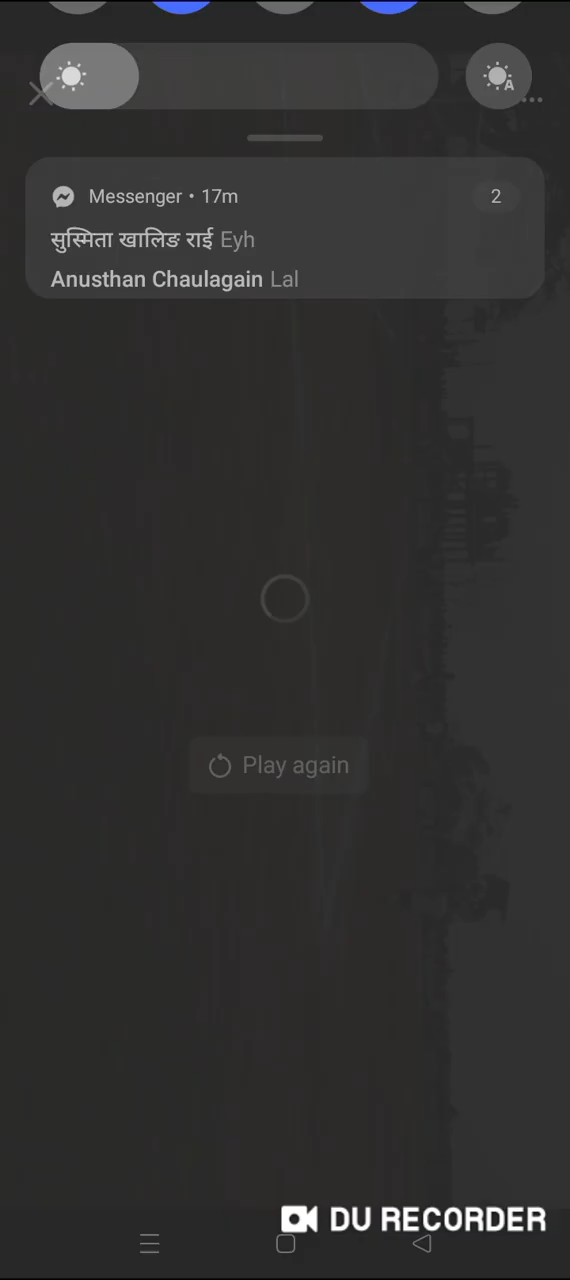 A
Messenger • 17m 2
सुस्मिता खालिङ राई Eyh
Anusthan Chaulagain Lal
Play again
DU RECORDER